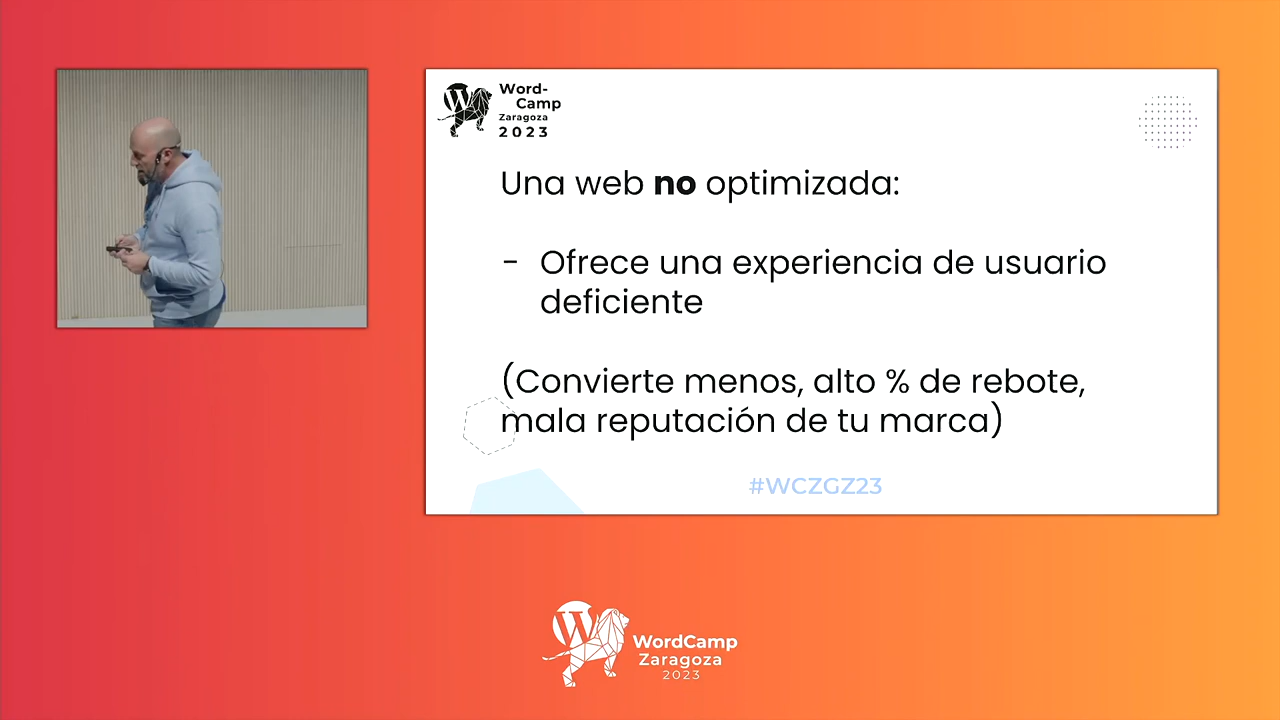 Word-
Camp
Zaragoza
2023
Una web no optimizada:
- Ofrece una experiencia de usuario
deficiente
(Convierte menos, alto % de rebote,
mala reputación de tu marca)
#WCZGZ23
WordCamp
Zaragoza
2023